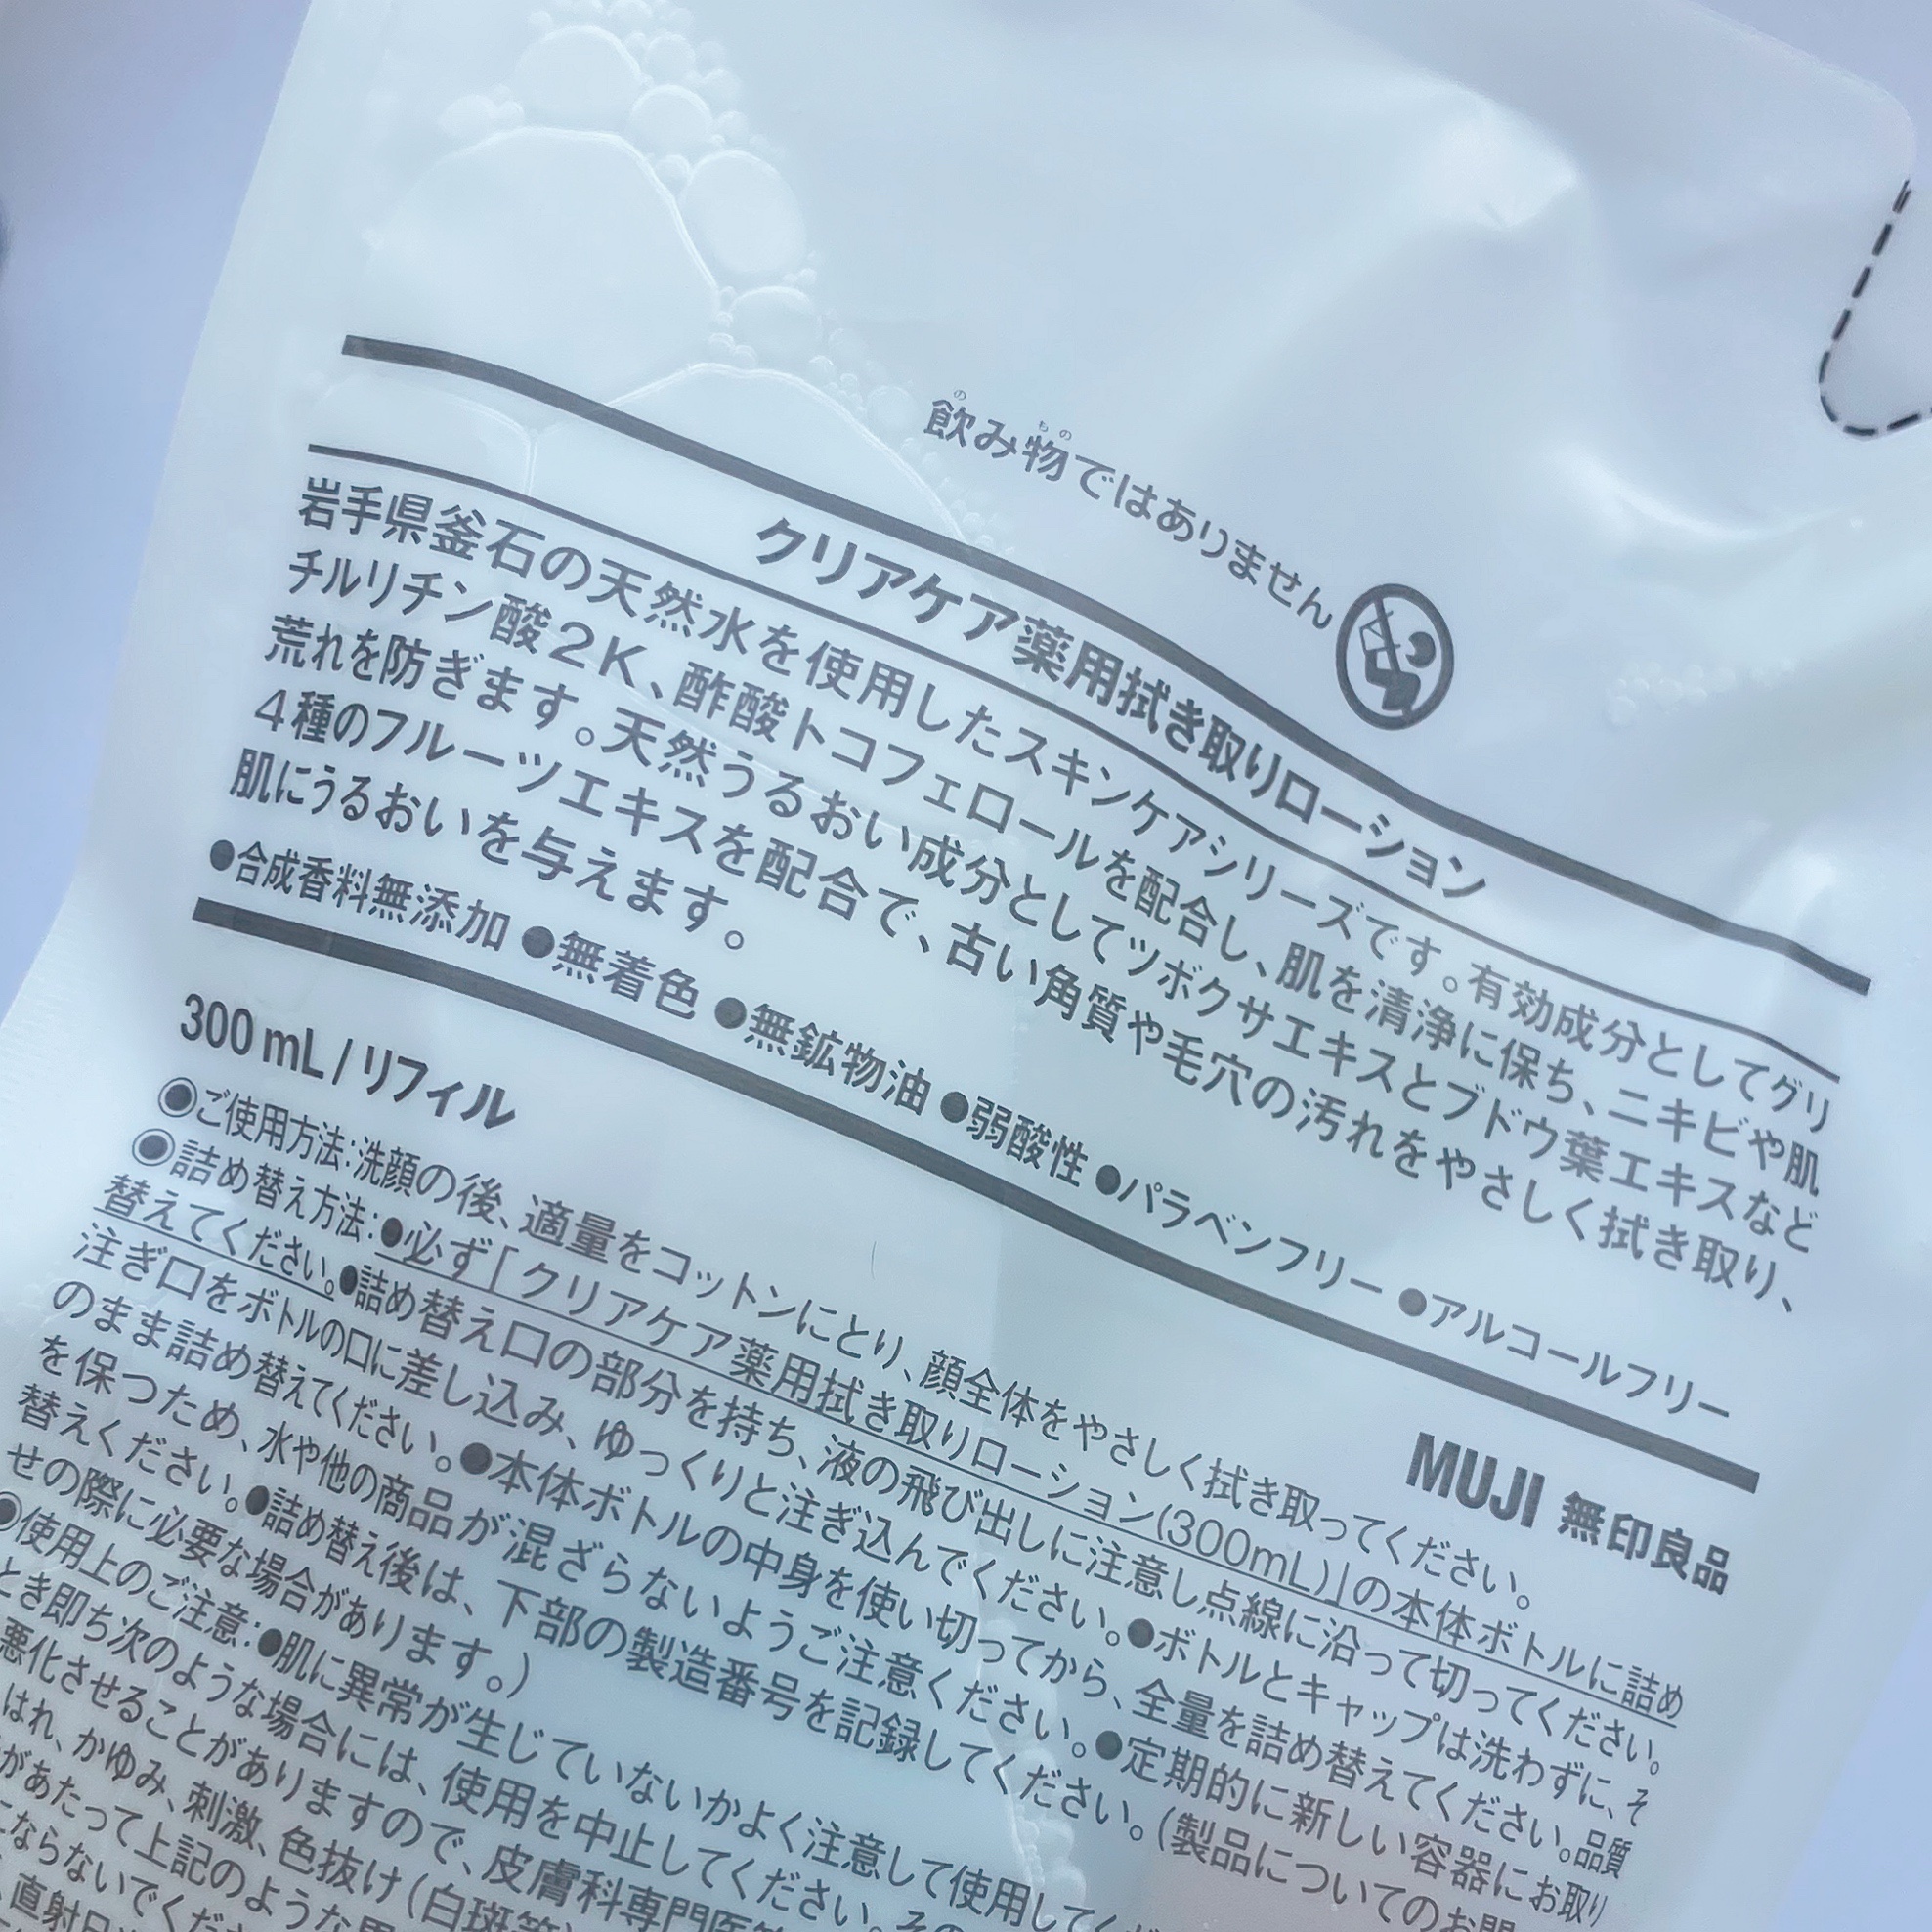 飲み物ではありません
クリアケア薬用拭き取りローション
岩手県釜石の天然水を使用したスキンケアシリーズです。有効成分としてグリ
チルリチン酸2K、酢酸トコフェロールを配合し、肌を清浄に保ち、ニキビや肌
荒れを防ぎます。天然うるおい成分としてツボクサエキスとブドウ葉エキスなど
4種のフルーツエキスを配合で、古い角質や毛穴の汚れをやさしく拭き取り、
肌にうるおいを与えます。
●合成香料無添加 ●無着色 ●無鉱物油 ●弱酸性 ●パラベンフリー ●アルコールフリー
300 mL / リフィル
MUJI 無印良品
◉ご使用方法:洗顔の後、適量をコットンにとり、顔全体をやさしく拭き取ってください。
◉詰め替え方法:●必ず「クリアケア薬用拭き取りローション(300mL)」の本体ボトルに詰め
替えてください。●詰め替え口の部分を持ち、液の飛び出しに注意し点線に沿って切ってください。
注ぎ口をボトルの口に差し込み、ゆっくりと注ぎ込んでください。●ボトルとキャップは洗わずに、そ
のまま詰め替えてください。●本体ボトルの中身を使い切ってから、全量を詰め替えてください。品質
を保つため、水や他の商品が混ざらないようご注意ください。●定期的に新しい容器にお取り
替えください。●詰め替え後は、下部の製造番号を記録してください。(製品についてのお問
せの際に必要な場合があります。)
◉使用上のご注意:●肌に異常が生じていないかよく注意して使用してくだ
とき即ち次のような場合には、使用を中止してください。その
悪化させることがありますので、皮膚科専門医等
はれ、かゆみ、刺激、色抜け(白斑等)
があたって上記のような異
にならないでくださ
直射日光